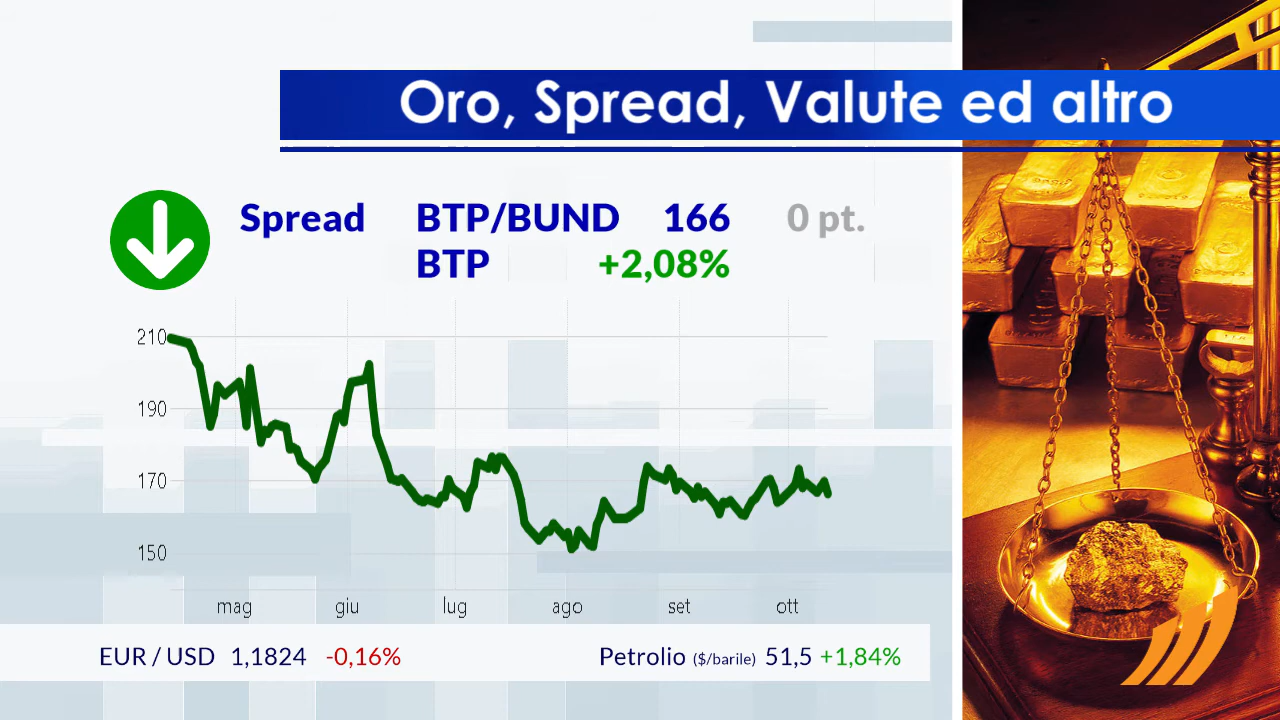 Oro, Spread, Valute ed altro
Spread BTP/BUND 166 0 pt.
BTP +2,08%
210
190
170
150
mag giu lug ago set ott
EUR / USD 1,1824 -0,16% Petrolio ($/barile) 51,5 +1,84%